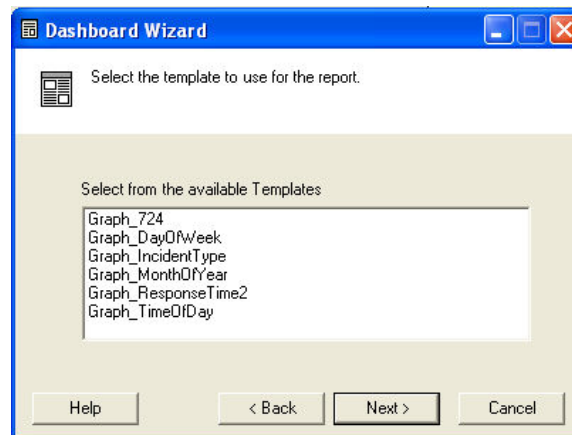 Dashboard Wizard
Select the template to use for the report.
Select from the available Templates
Graph_724
Graph_DayOfWeek
Graph_IncidentType
Graph_MonthOfYear
Graph_ResponseTime2
Graph_TimeOfDay
Help
< Back
Next >
Cancel